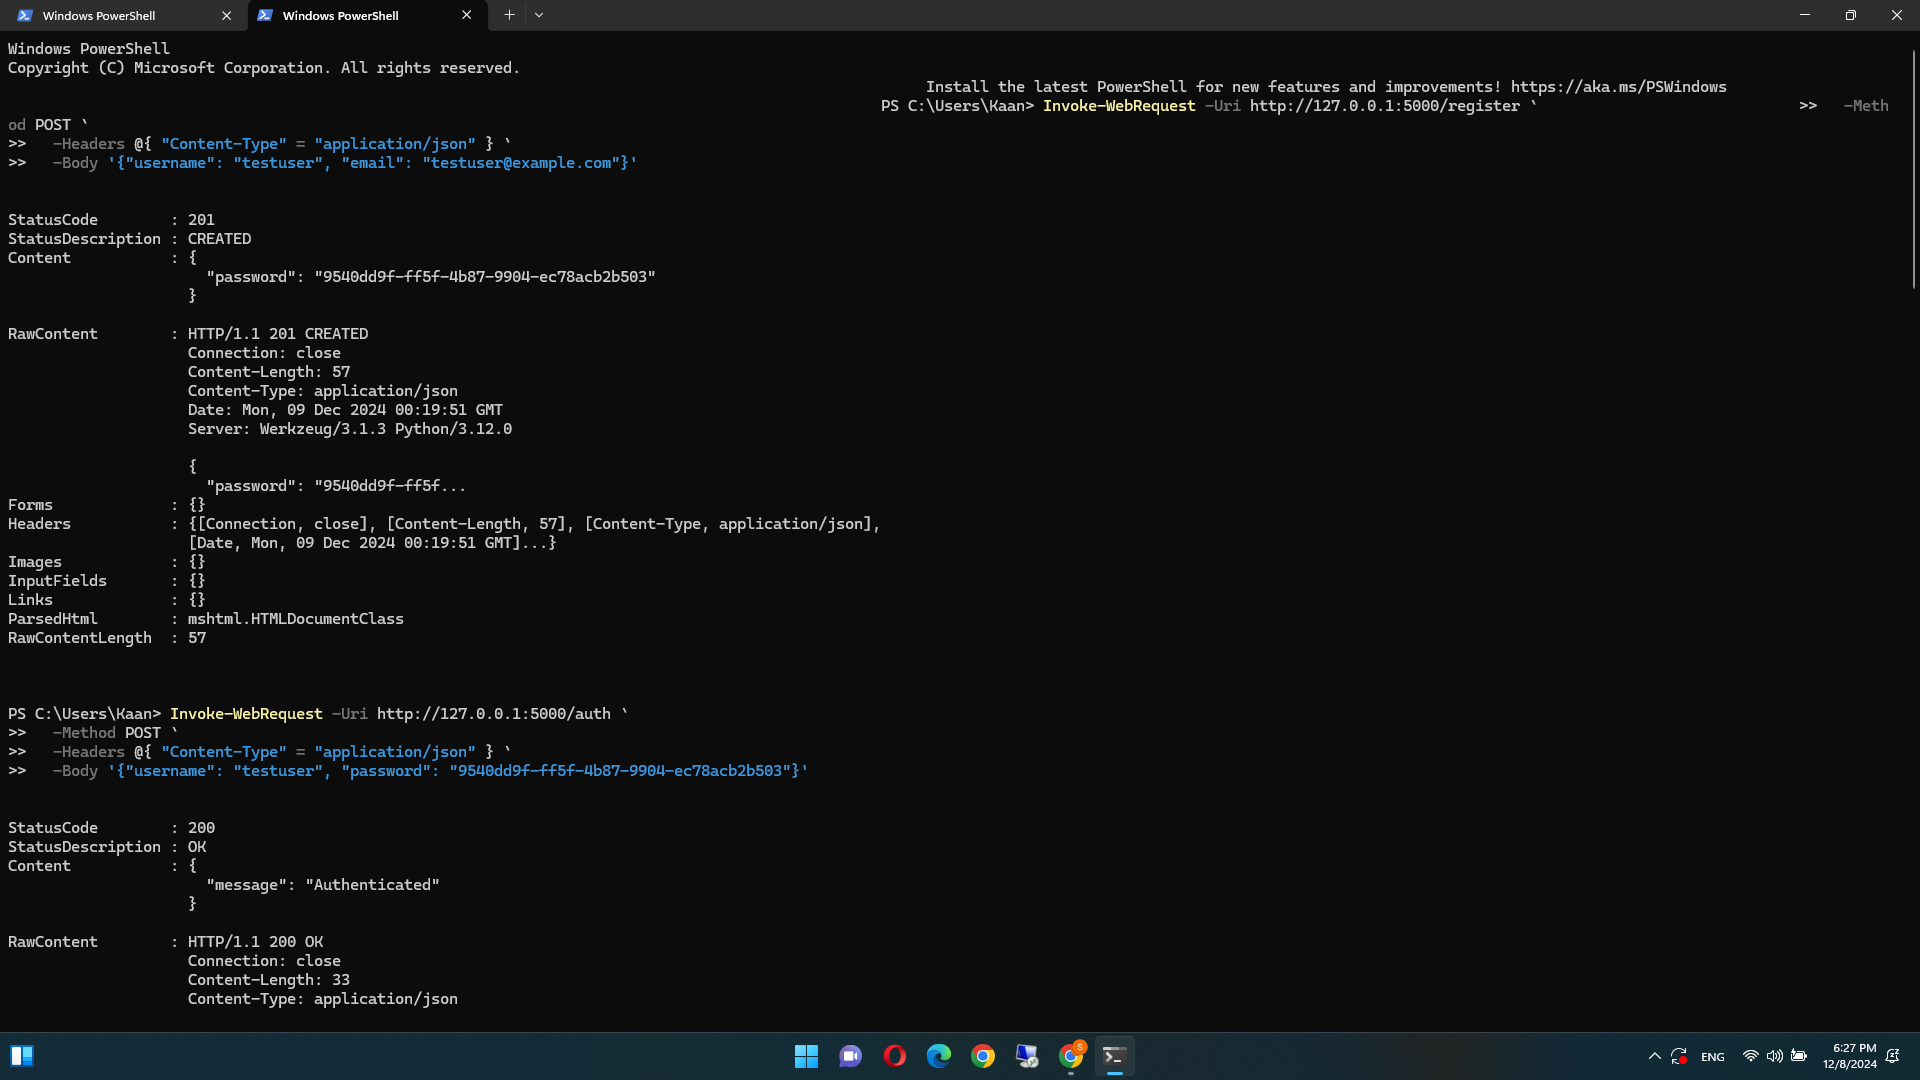 Windows PowerShell
Windows PowerShell
Windows PowerShell
Copyright (C) Microsoft Corporation. All rights reserved.
Install the latest PowerShell for new features and improvements! https://aka.ms/PSWindows
PS C:\Users\Kaan> Invoke-WebRequest -Uri http://127.0.0.1:5000/register ` >> -Meth
od POST `
>> -Headers @{ "Content-Type" = "application/json" } `
>> -Body '{"username": "testuser", "email": "testuser@example.com"}'
StatusCode : 201
StatusDescription : CREATED
Content : {
"password": "9540dd9f-ff5f-4b87-9904-ec78acb2b503"
}
RawContent : HTTP/1.1 201 CREATED
Connection: close
Content-Length: 57
Content-Type: application/json
Date: Mon, 09 Dec 2024 00:19:51 GMT
Server: Werkzeug/3.1.3 Python/3.12.0
{
"password": "9540dd9f-ff5f...
Forms : {}
Headers : {[Connection, close], [Content-Length, 57], [Content-Type, application/json],
[Date, Mon, 09 Dec 2024 00:19:51 GMT]...}
Images : {}
InputFields : {}
Links : {}
ParsedHtml : mshtml.HTMLDocumentClass
RawContentLength : 57
PS C:\Users\Kaan> Invoke-WebRequest -Uri http://127.0.0.1:5000/auth `
>> -Method POST `
>> -Headers @{ "Content-Type" = "application/json" } `
>> -Body '{"username": "testuser", "password": "9540dd9f-ff5f-4b87-9904-ec78acb2b503"}'
StatusCode : 200
StatusDescription : OK
Content : {
"message": "Authenticated"
}
RawContent : HTTP/1.1 200 OK
Connection: close
Content-Length: 33
Content-Type: application/json
S
ENG
6:27 PM
12/8/2024